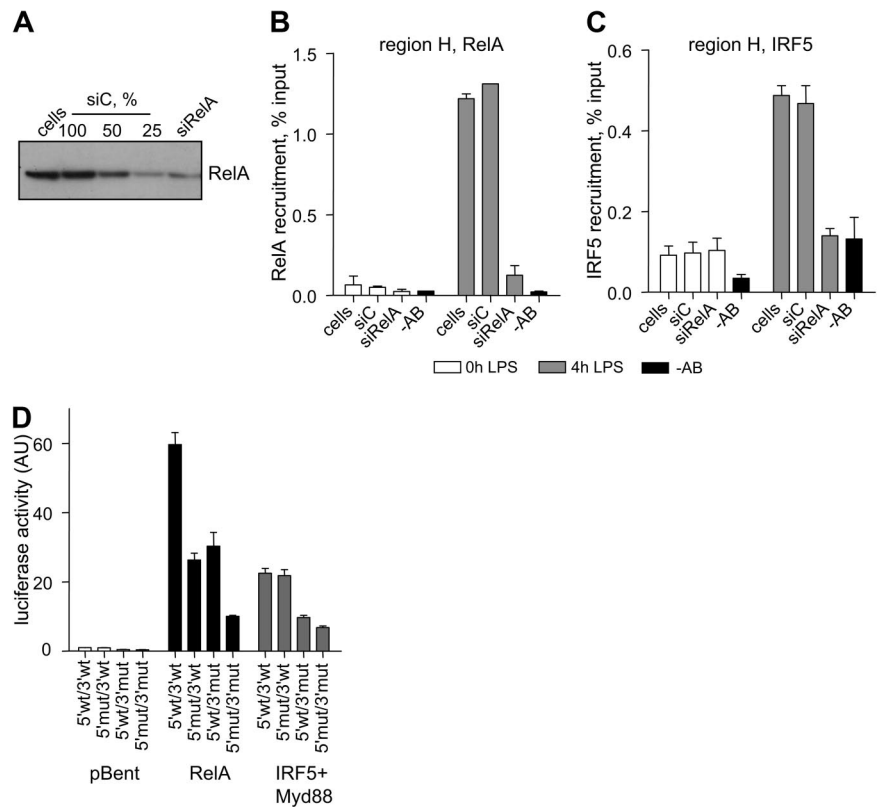 A
cells
siC, %
100 50 25
siRelA
RelA
B
region H, RelA
RelA recruitment, % input
1.5
1.0
0.5
0.0
cells siC siRelA -AB cells siC siRelA -AB
C
region H, IRF5
IRF5 recruitment, % input
0.6
0.4
0.2
0.0
cells siC siRelA -AB cells siC siRelA -AB
0h LPS 4h LPS -AB
D
luciferase activity (AU)
60
40
20
0
5'wt/3'wt 5'mut/3'wt 5'wt/3'mut 5'mut/3'mut 5'wt/3'wt 5'mut/3'wt 5'wt/3'mut 5'mut/3'mut 5'wt/3'wt 5'mut/3'wt 5'wt/3'mut 5'mut/3'mut
pBent RelA IRF5+
Myd88